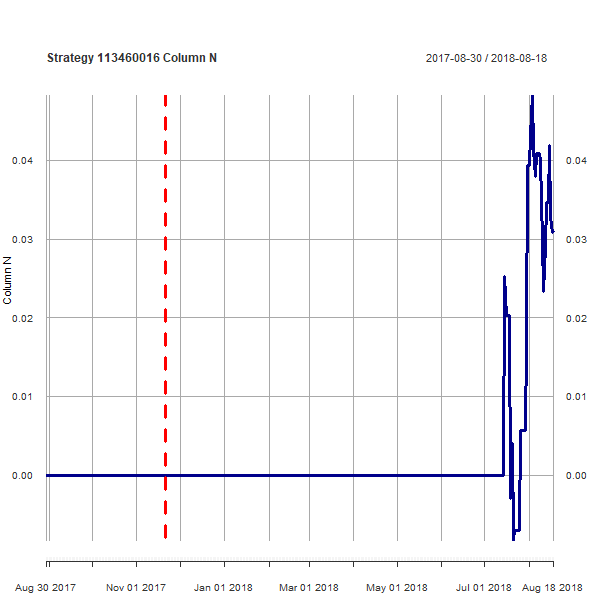 Strategy 113460016 Column N 2017-08-30 / 2018-08-18
0.04 0.04
0.03 0.03
Column N
0.02 0.02
0.01 0.01
0.00 0.00
Aug 30 2017 Nov 01 2017 Jan 01 2018 Mar 01 2018 May 01 2018 Jul 01 2018 Aug 18 2018